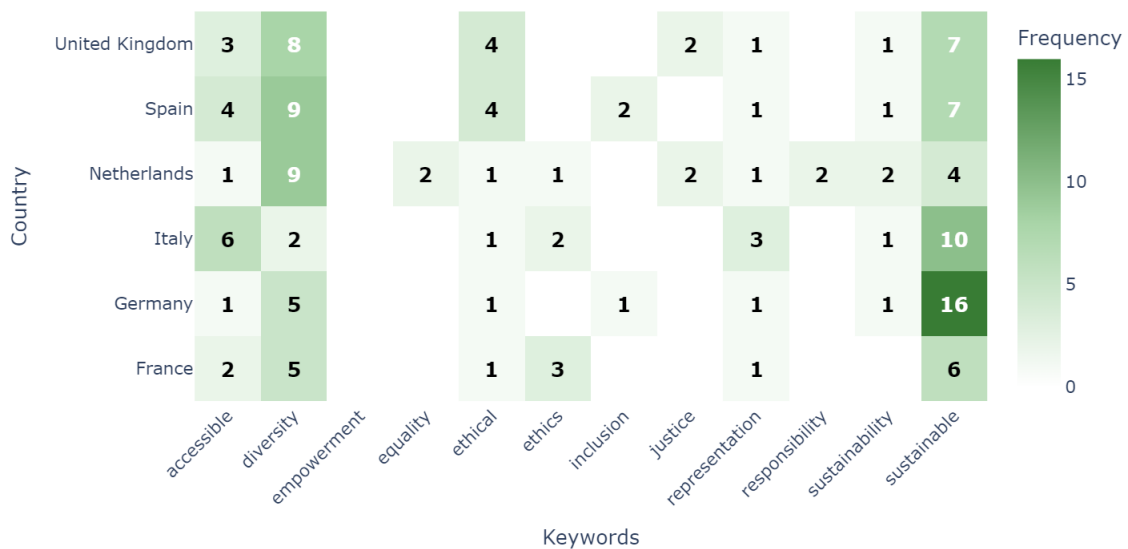 United Kingdom 3 8 4 2 1 1 7
Spain 4 9 4 2 1 1 7
Netherlands 1 9 2 1 1 2 1 2 2 4
Italy 6 2 1 2 3 1 10
Germany 1 5 1 1 1 1 16
France 2 5 1 3 1 6
accessible
diversity
empowerment
equality
ethical
ethics
inclusion
justice
representation
responsibility
sustainability
sustainable
Keywords
Country
Frequency
15
10
5
0